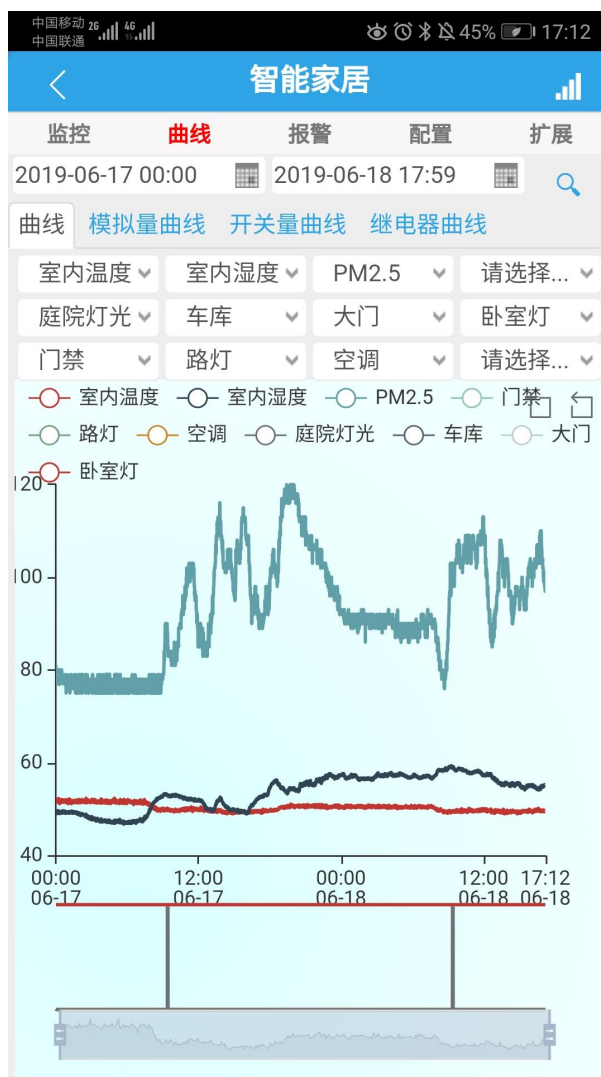 中国移动 2G 4G
中国联通
45% 17:12
智能家居
监控 曲线 报警 配置 扩展
2019-06-17 00:00 2019-06-18 17:59
曲线 模拟量曲线 开关量曲线 继电器曲线
室内温度 室内湿度 PM2.5 请选择...
庭院灯光 车库 大门 卧室灯
门禁 路灯 空调 请选择...
室内温度 室内湿度 PM2.5 门禁
路灯 空调 庭院灯光 车库 大门
卧室灯
120
100
80
60
40
00:00 12:00 00:00 12:00 17:12
06-17 06-17 06-18 06-18 06-18